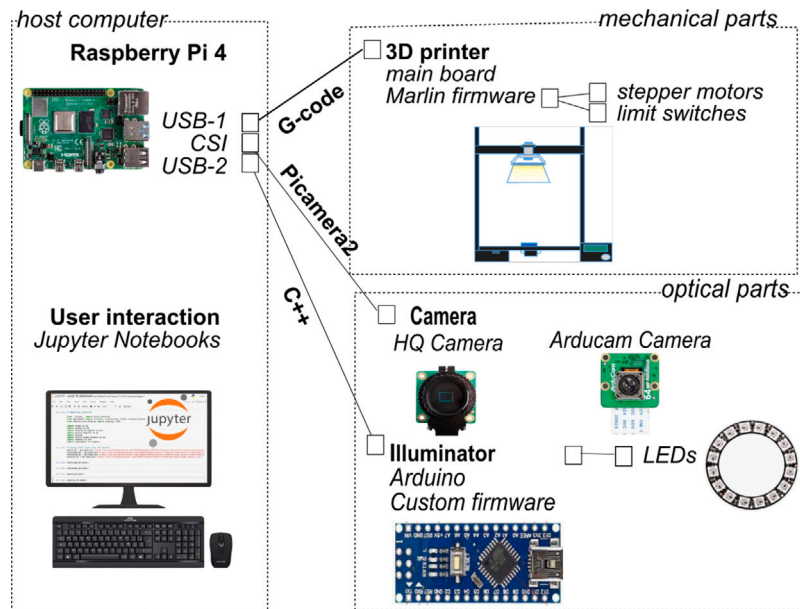 host computer
Raspberry Pi 4
USB-1
CSI
USB-2
G-code
Picamera2
C++
User interaction
Jupyter Notebooks
jupyter
mechanical parts
3D printer
main board
Marlin firmware
stepper motors
limit switches
optical parts
Camera
HQ Camera
Arducam Camera
Illuminator
Arduino
Custom firmware
LEDs